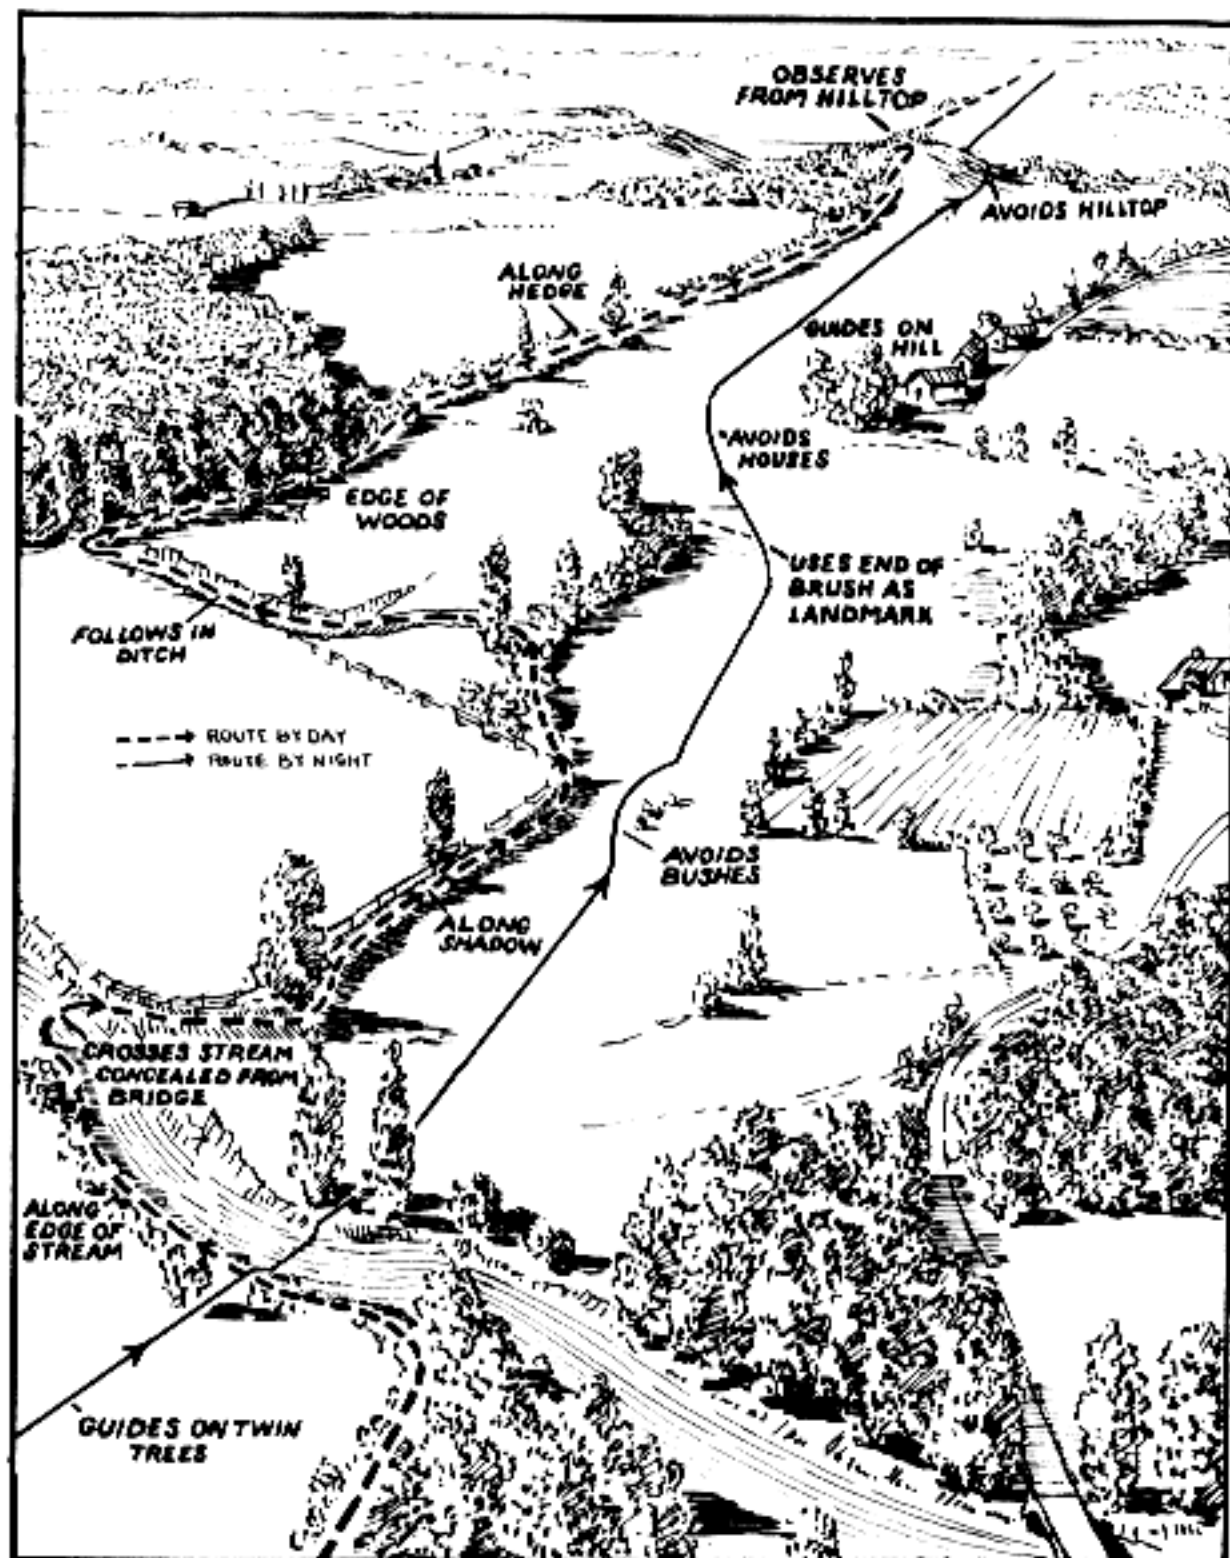 OBSERVES
FROM HILLTOP
AVOIDS HILLTOP
ALONG
HEDGE
GUIDES ON
HILL
AVOIDS
HOUSES
EDGE OF
WOODS
USES END OF
BRUSH AS
LANDMARK
FOLLOWS IN
DITCH
ROUTE BY DAY
ROUTE BY NIGHT
AVOIDS
BUSHES
ALONG
SHADOW
CROSSES STREAM
CONCEALED FROM
BRIDGE
ALONG
EDGE OF
STREAM
GUIDES ON TWIN
TREES